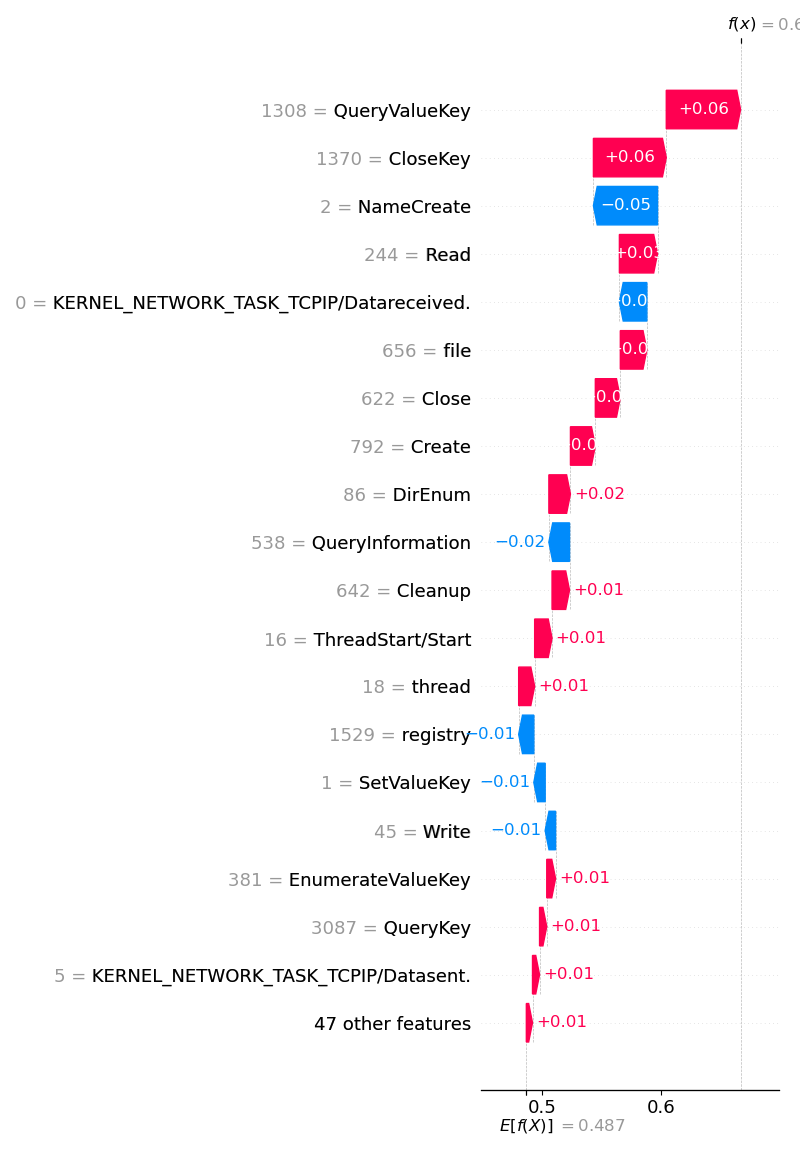 f(x) = 0.6
1308 = QueryValueKey +0.06
1370 = CloseKey +0.06
2 = NameCreate −0.05
244 = Read +0.03
0 = KERNEL_NETWORK_TASK_TCPIP/Datareceived. 0.0
656 = file 0.0
622 = Close 0.0
792 = Create 0.0
86 = DirEnum +0.02
538 = QueryInformation −0.02
642 = Cleanup +0.01
16 = ThreadStart/Start +0.01
18 = thread +0.01
1529 = registry −0.01
1 = SetValueKey −0.01
45 = Write −0.01
381 = EnumerateValueKey +0.01
3087 = QueryKey +0.01
5 = KERNEL_NETWORK_TASK_TCPIP/Datasent. +0.01
47 other features +0.01
0.5 0.6
E[f(X)] = 0.487